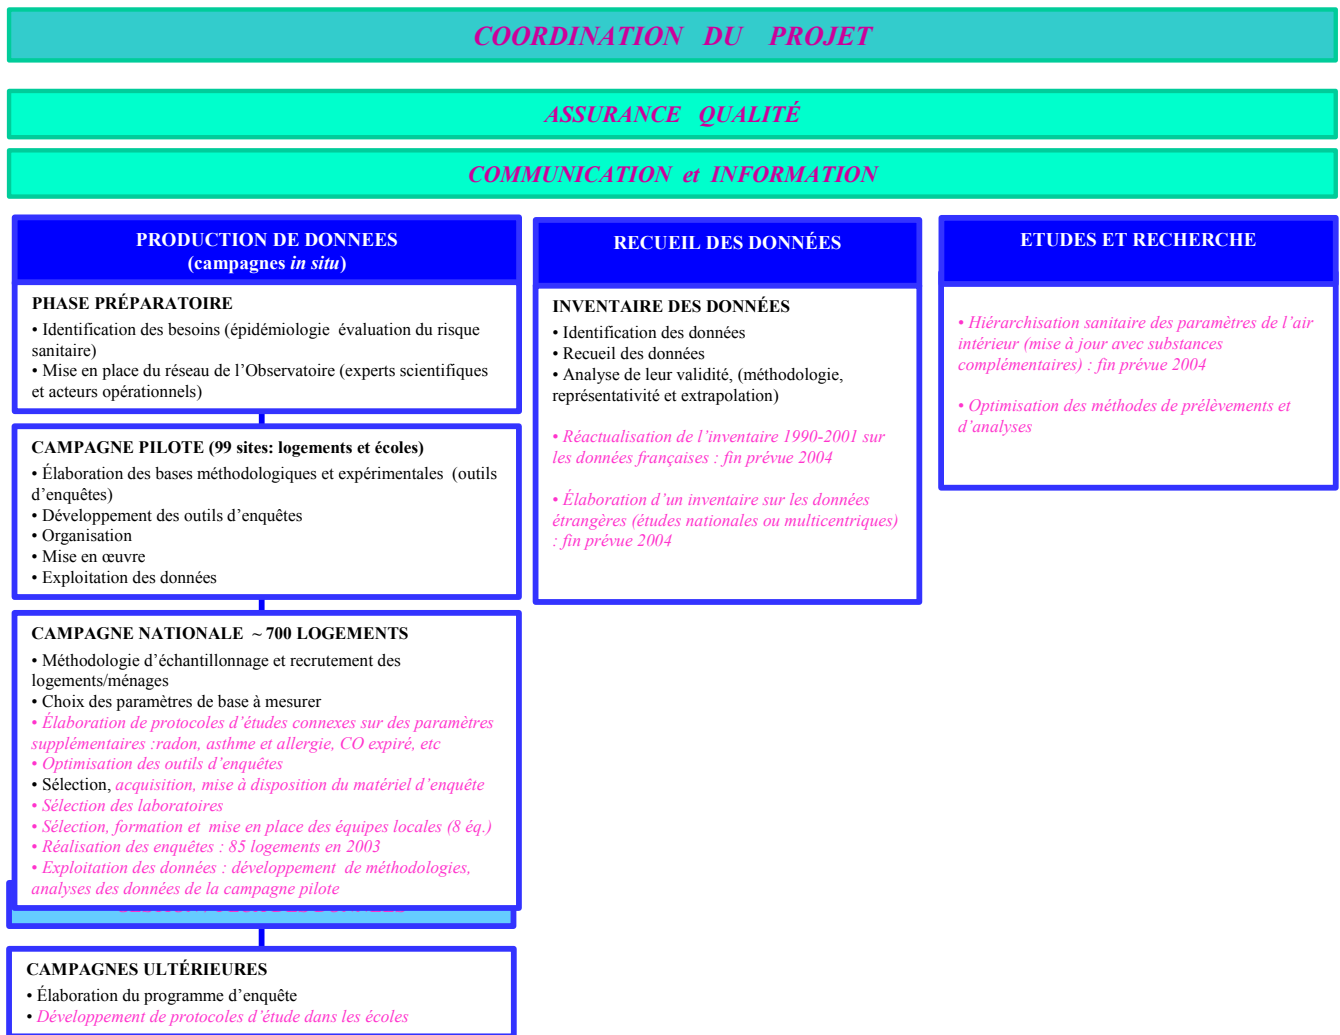 COORDINATION DU PROJET
ASSURANCE QUALITÉ
COMMUNICATION et INFORMATION
PRODUCTION DE DONNEES
(campagnes in situ)
PHASE PRÉPARATOIRE
• Identification des besoins (épidémiologie évaluation du risque
sanitaire)
• Mise en place du réseau de l’Observatoire (experts scientifiques
et acteurs opérationnels)
CAMPAGNE PILOTE (99 sites: logements et écoles)
• Élaboration des bases méthodologiques et expérimentales (outils
d’enquêtes)
• Développement des outils d’enquêtes
• Organisation
• Mise en œuvre
• Exploitation des données
CAMPAGNE NATIONALE ~ 700 LOGEMENTS
• Méthodologie d’échantillonnage et recrutement des
logements/ménages
• Choix des paramètres de base à mesurer
• Élaboration de protocoles d’études connexes sur des paramètres
supplémentaires :radon, asthme et allergie, CO expiré, etc
• Optimisation des outils d’enquêtes
• Sélection, acquisition, mise à disposition du matériel d’enquête
• Sélection des laboratoires
• Sélection, formation et mise en place des équipes locales (8 éq.)
• Réalisation des enquêtes : 85 logements en 2003
• Exploitation des données : développement de méthodologies,
analyses des données de la campagne pilote
CAMPAGNES ULTÉRIEURES
• Élaboration du programme d’enquête
• Développement de protocoles d’étude dans les écoles
RECUEIL DES DONNÉES
INVENTAIRE DES DONNÉES
• Identification des données
• Recueil des données
• Analyse de leur validité, (méthodologie,
représentativité et extrapolation)
• Réactualisation de l’inventaire 1990-2001 sur
les données françaises : fin prévue 2004
• Élaboration d’un inventaire sur les données
étrangères (études nationales ou multicentriques)
: fin prévue 2004
ETUDES ET RECHERCHE
• Hiérarchisation sanitaire des paramètres de l’air
intérieur (mise à jour avec substances
complémentaires) : fin prévue 2004
• Optimisation des méthodes de prélèvements et
d’analyses